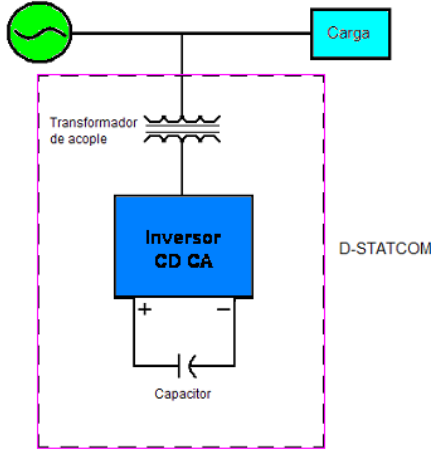 Carga
Transformador
de acople
Inversor
CD CA
D-STATCOM
+ −
Capacitor